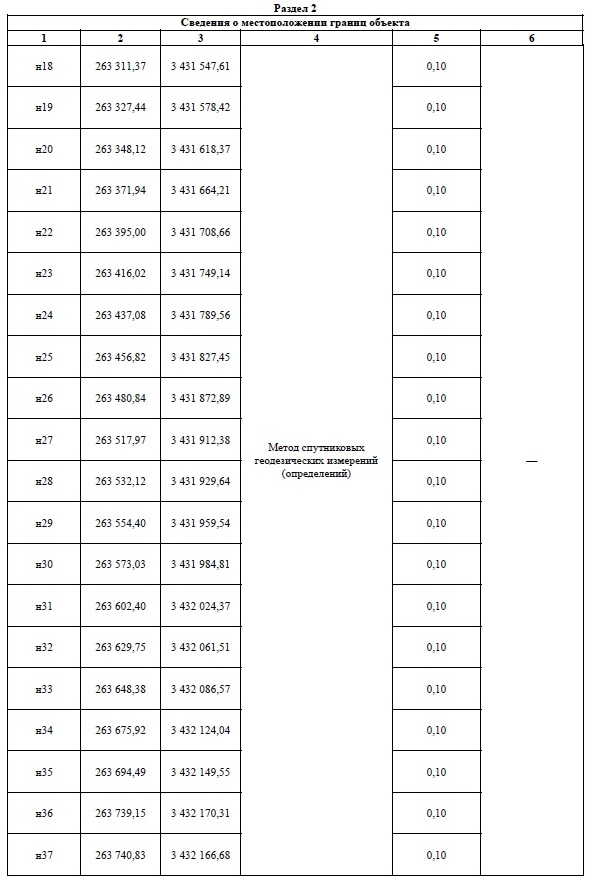 Раздел 2
Сведения о местоположении границ объекта
1 2 3 4 5 6
н18 263 311,37 3 431 547,61 0,10
н19 263 327,44 3 431 578,42 0,10
н20 263 348,12 3 431 618,37 0,10
н21 263 371,94 3 431 664,21 0,10
н22 263 395,00 3 431 708,66 0,10
н23 263 416,02 3 431 749,14 0,10
н24 263 437,08 3 431 789,56 0,10
н25 263 456,82 3 431 827,45 0,10
н26 263 480,84 3 431 872,89 0,10
н27 263 517,97 3 431 912,38 0,10
Метод спутниковых
геодезических измерений
(определений)
—
н28 263 532,12 3 431 929,64 0,10
н29 263 554,40 3 431 959,54 0,10
н30 263 573,03 3 431 984,81 0,10
н31 263 602,40 3 432 024,37 0,10
н32 263 629,75 3 432 061,51 0,10
н33 263 648,38 3 432 086,57 0,10
н34 263 675,92 3 432 124,04 0,10
н35 263 694,49 3 432 149,55 0,10
н36 263 739,15 3 432 170,31 0,10
н37 263 740,83 3 432 166,68 0,10